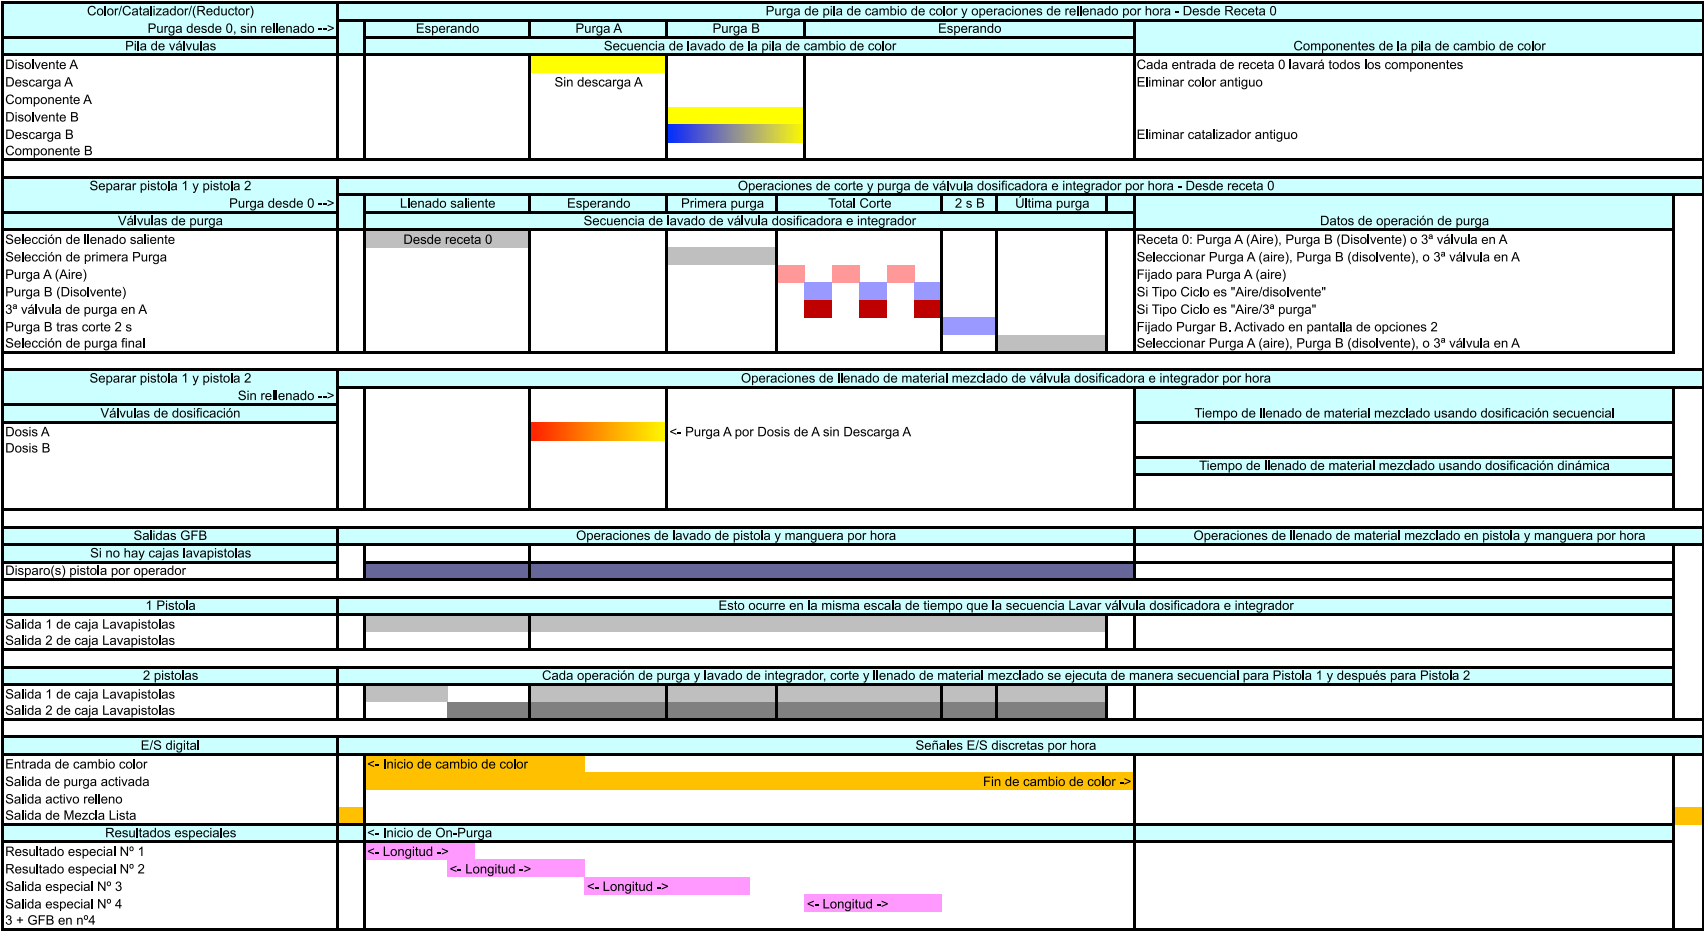 Color/Catalizador/(Reductor)
Purga de pila de cambio de color y operaciones de rellenado por hora - Desde Receta 0
Purga desde 0, sin rellenado -->
Esperando
Purga A
Purga B
Esperando
Pila de válvulas
Secuencia de lavado de la pila de cambio de color
Componentes de la pila de cambio de color
Disolvente A
Cada entrada de receta 0 lavará todos los componentes
Descarga A
Sin descarga A
Eliminar color antiguo
Componente A
Disolvente B
Descarga B
Eliminar catalizador antiguo
Componente B
Separar pistola 1 y pistola 2
Operaciones de corte y purga de válvula dosificadora e integrador por hora - Desde receta 0
Purga desde 0 -->
Llenado saliente
Esperando
Primera purga
Total Corte
2 s B
Última purga
Válvulas de purga
Secuencia de lavado de válvula dosificadora e integrador
Datos de operación de purga
Selección de llenado saliente
Desde receta 0
Receta 0: Purga A (Aire), Purga B (Disolvente) o 3ª válvula en A
Selección de primera Purga
Seleccionar Purga A (aire), Purga B (disolvente), o 3ª válvula en A
Purga A (Aire)
Fijado para Purga A (aire)
Purga B (Disolvente)
Si Tipo Ciclo es "Aire/disolvente"
3ª válvula de purga en A
Si Tipo Ciclo es "Aire/3ª purga"
Purga B tras corte 2 s
Fijado Purgar B. Activado en pantalla de opciones 2
Selección de purga final
Seleccionar Purga A (aire), Purga B (disolvente), o 3ª válvula en A
Separar pistola 1 y pistola 2
Operaciones de llenado de material mezclado de válvula dosificadora e integrador por hora
Sin rellenado -->
Válvulas de dosificación
Tiempo de llenado de material mezclado usando dosificación secuencial
Dosis A
<- Purga A por Dosis de A sin Descarga A
Dosis B
Tiempo de llenado de material mezclado usando dosificación dinámica
Salidas GFB
Operaciones de lavado de pistola y manguera por hora
Operaciones de llenado de material mezclado en pistola y manguera por hora
Si no hay cajas lavapistolas
Disparo(s) pistola por operador
1 Pistola
Esto ocurre en la misma escala de tiempo que la secuencia Lavar válvula dosificadora e integrador
Salida 1 de caja Lavapistolas
Salida 2 de caja Lavapistolas
2 pistolas
Cada operación de purga y lavado de integrador, corte y llenado de material mezclado se ejecuta de manera secuencial para Pistola 1 y después para Pistola 2
Salida 1 de caja Lavapistolas
Salida 2 de caja Lavapistolas
E/S digital
Señales E/S discretas por hora
Entrada de cambio color
<- Inicio de cambio de color
Salida de purga activada
Fin de cambio de color ->
Salida activo relleno
Salida de Mezcla Lista
Resultados especiales
<- Inicio de On-Purga
Resultado especial Nº 1
<- Longitud ->
Resultado especial Nº 2
<- Longitud ->
Salida especial Nº 3
<- Longitud ->
Salida especial Nº 4
<- Longitud ->
3 + GFB en nº4